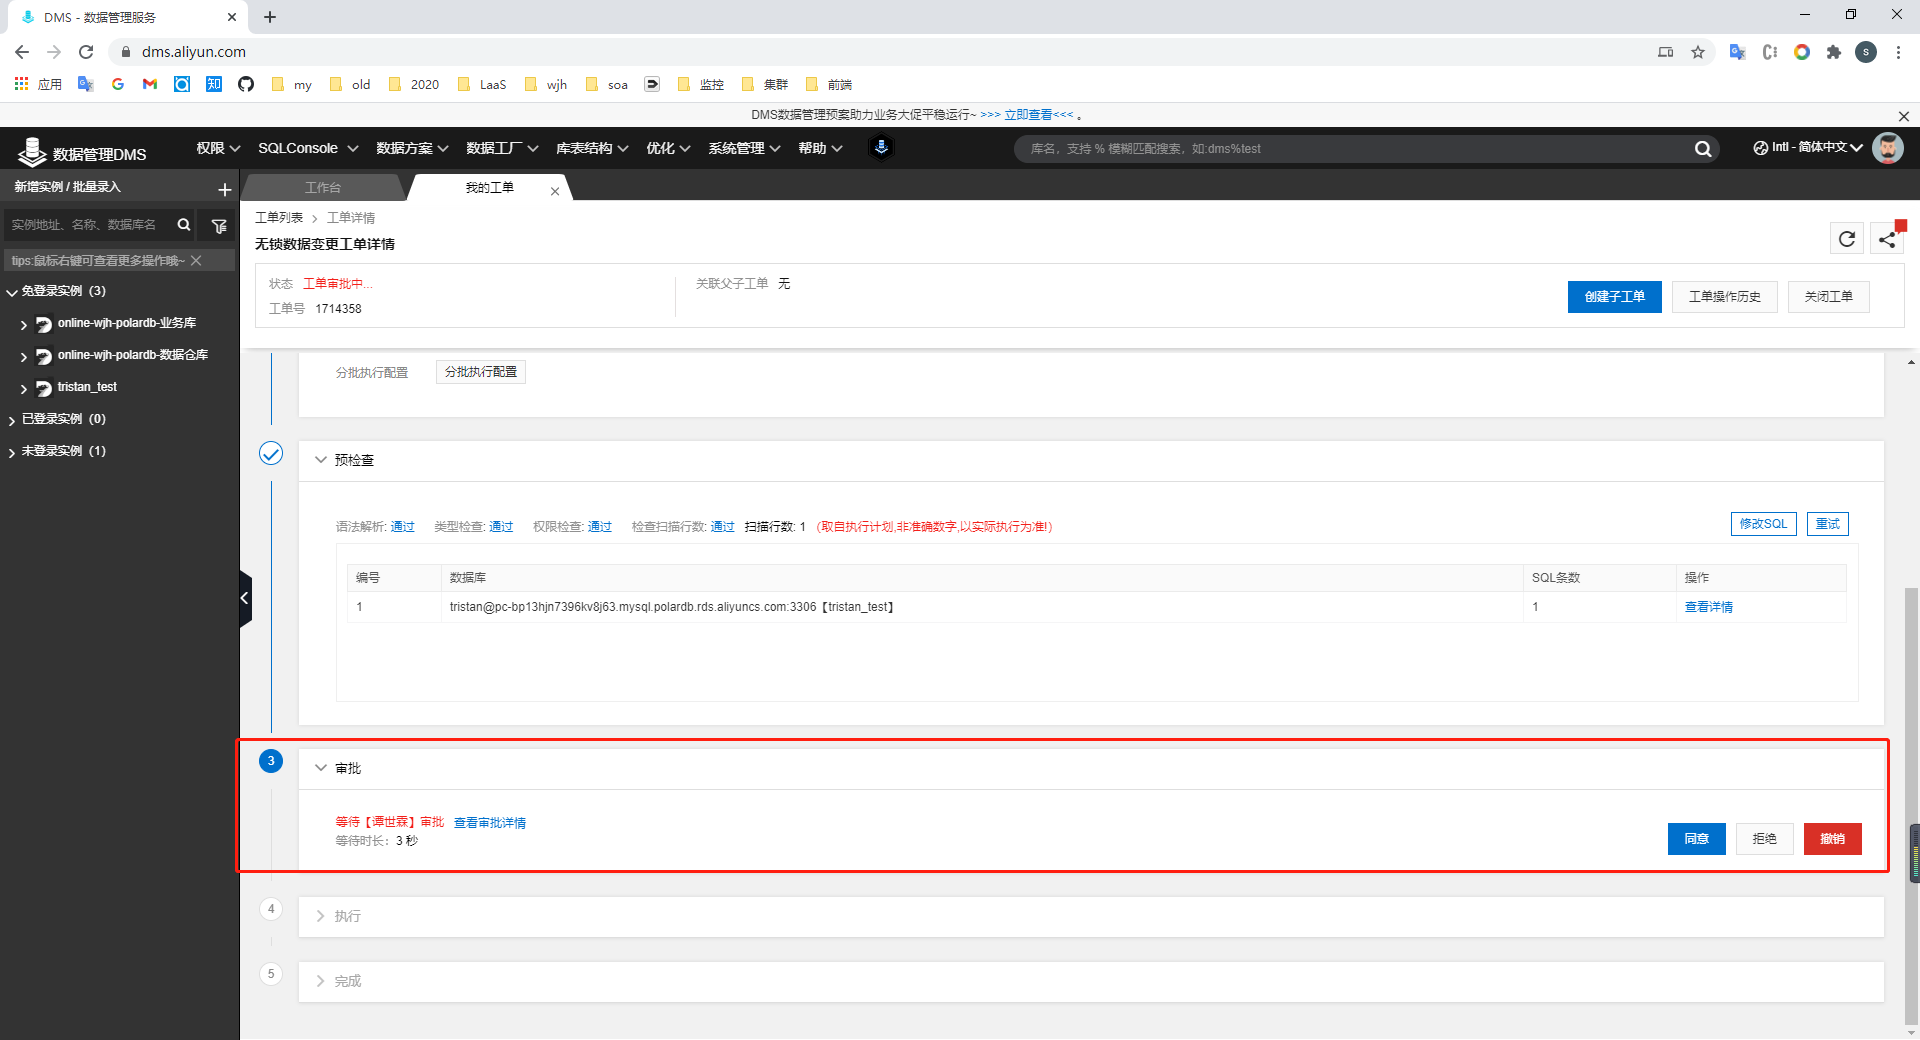 DMS - 数据管理服务
dms.aliyun.com
S
应用
my
old
2020
LaaS
wjh
soa
监控
集群
前端
DMS数据管理预案助力业务大促平稳运行~ >>> 立即查看<<< 。
数据管理DMS
权限
SQLConsole
数据方案
数据工厂
库表结构
优化
系统管理
帮助
库名，支持 % 模糊匹配搜索，如:dms%test
Intl - 简体中文
新增实例 / 批量录入
工作台
我的工单
实例地址、名称、数据库名
tips:鼠标右键可查看更多操作哦~
免登录实例 (3)
online-wjh-polardb-业务库
online-wjh-polardb-数据仓库
tristan_test
已登录实例 (0)
未登录实例 (1)
工单列表 > 工单详情
无锁数据变更工单详情
状态 工单审批中...
工单号 1714358
关联父子工单 无
创建子工单
工单操作历史
关闭工单
分批执行配置
分批执行配置
预检查
语法解析: 通过 类型检查: 通过 权限检查: 通过 检查扫描行数: 通过 扫描行数: 1 (取自执行计划,非准确数字,以实际执行为准!)
修改SQL
重试
编号 数据库 SQL条数 操作
1 tristan@pc-bp13hjn7396kv8j63.mysql.polardb.rds.aliyuncs.com:3306【tristan_test】 1 查看详情
3
审批
等待【谭世霖】审批 查看审批详情
等待时长：3 秒
同意
拒绝
撤销
4
执行
5
完成